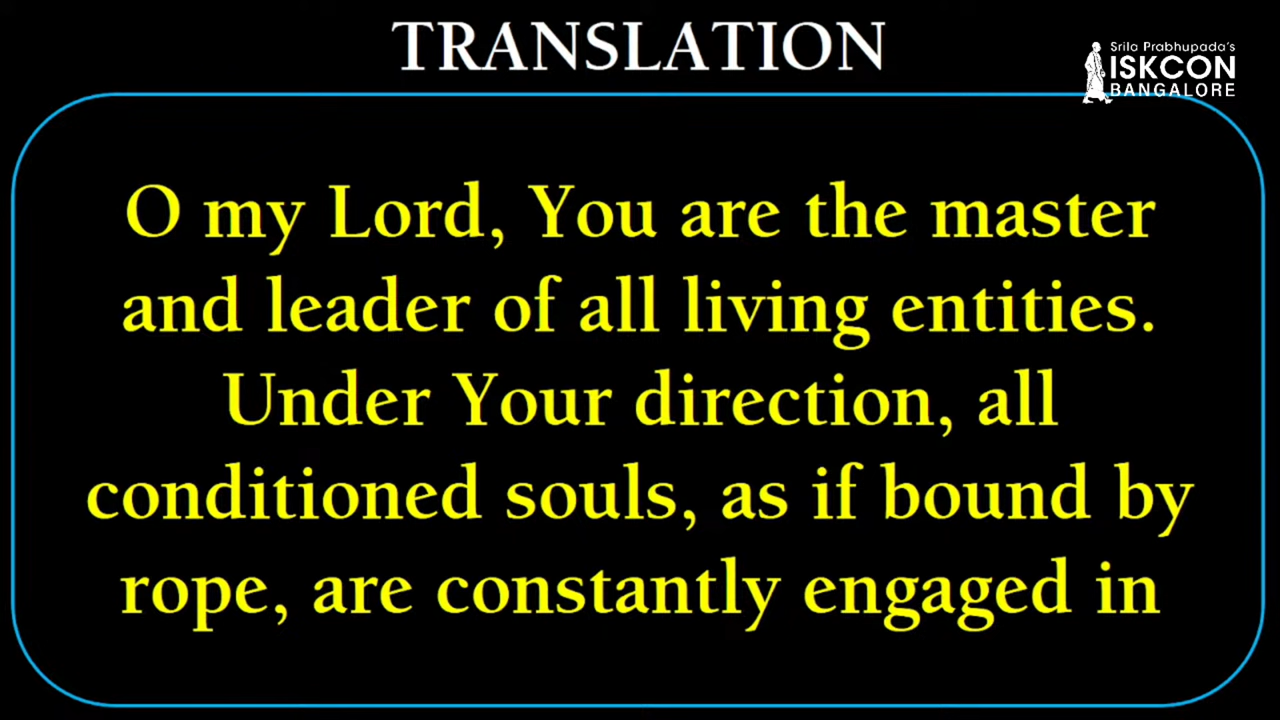 TRANSLATION
Srila Prabhupada's
ISKCON
BANGALORE
O my Lord, You are the master
and leader of all living entities.
Under Your direction, all
conditioned souls, as if bound by
rope, are constantly engaged in